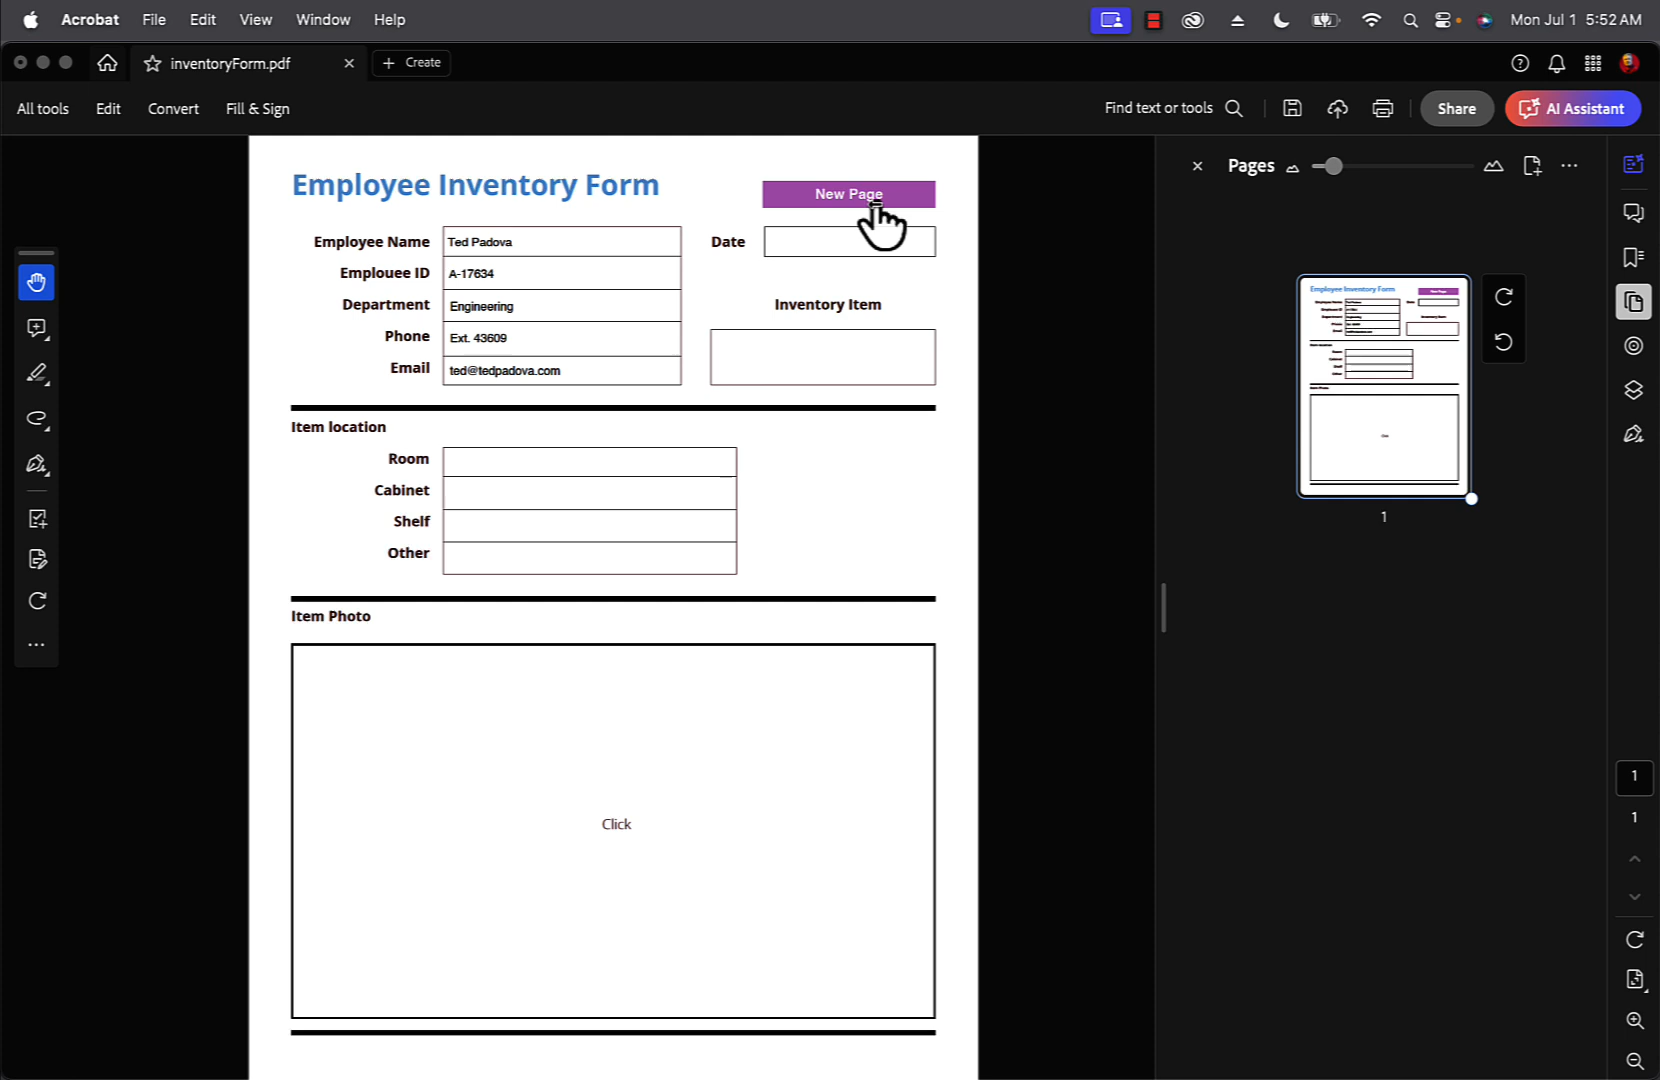 Acrobat File Edit View Window Help
Mon Jul 1 5:52 AM
inventoryForm.pdf
Create
All tools Edit Convert Fill & Sign
Find text or tools
Share
AI Assistant
Employee Inventory Form
New Page
Employee Name Ted Padova
Date
Emplouee ID A-17634
Department Engineering
Inventory Item
Phone Ext. 43609
Email ted@tedpadova.com
Item location
Room
Cabinet
Shelf
Other
Item Photo
Click
Pages
Employee Inventory Form
1
1
1